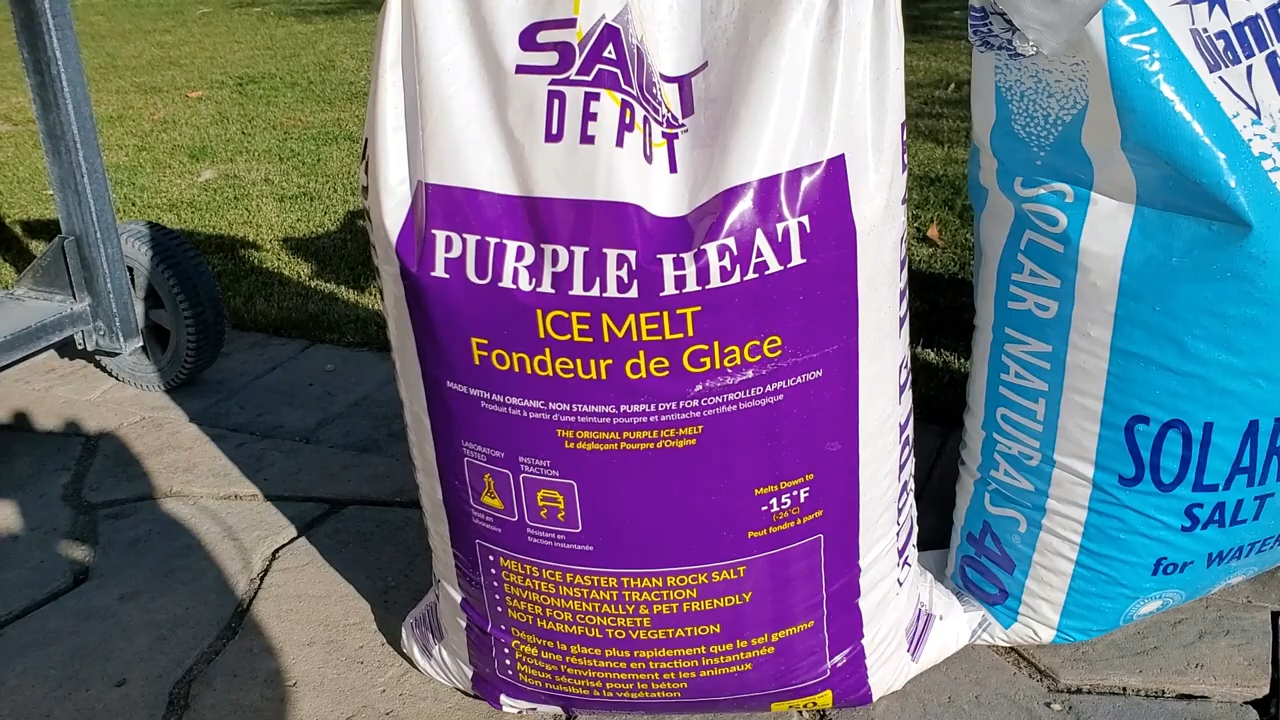 SALT
DEPOT™
PURPLE HEAT
ICE MELT
Fondeur de Glace
MADE WITH AN ORGANIC, NON STAINING, PURPLE DYE FOR CONTROLLED APPLICATION
Produit fait à partir d'une teinture pourpre et antitache certifiée biologique
THE ORIGINAL PURPLE ICE-MELT
Le déglaçant Pourpre d'Origine
LABORATORY
TESTED
Testé en
laboratoire
INSTANT
TRACTION
Résistant en
traction instantanée
Melts Down to
-15°F
(-26°C)
Peut fondre à partir
• MELTS ICE FASTER THAN ROCK SALT
• CREATES INSTANT TRACTION
• ENVIRONMENTALLY & PET FRIENDLY
• SAFER FOR CONCRETE
• NOT HARMFUL TO VEGETATION
• Dégivre la glace plus rapidement que le sel gemme
• Créé une résistance en traction instantanée
• Protège l'environnement et les animaux
• Mieux sécurisé pour le béton
• Non nuisible à la végétation
50
SOLAR NATURALS® 40
SOLAR
SALT
for WATER